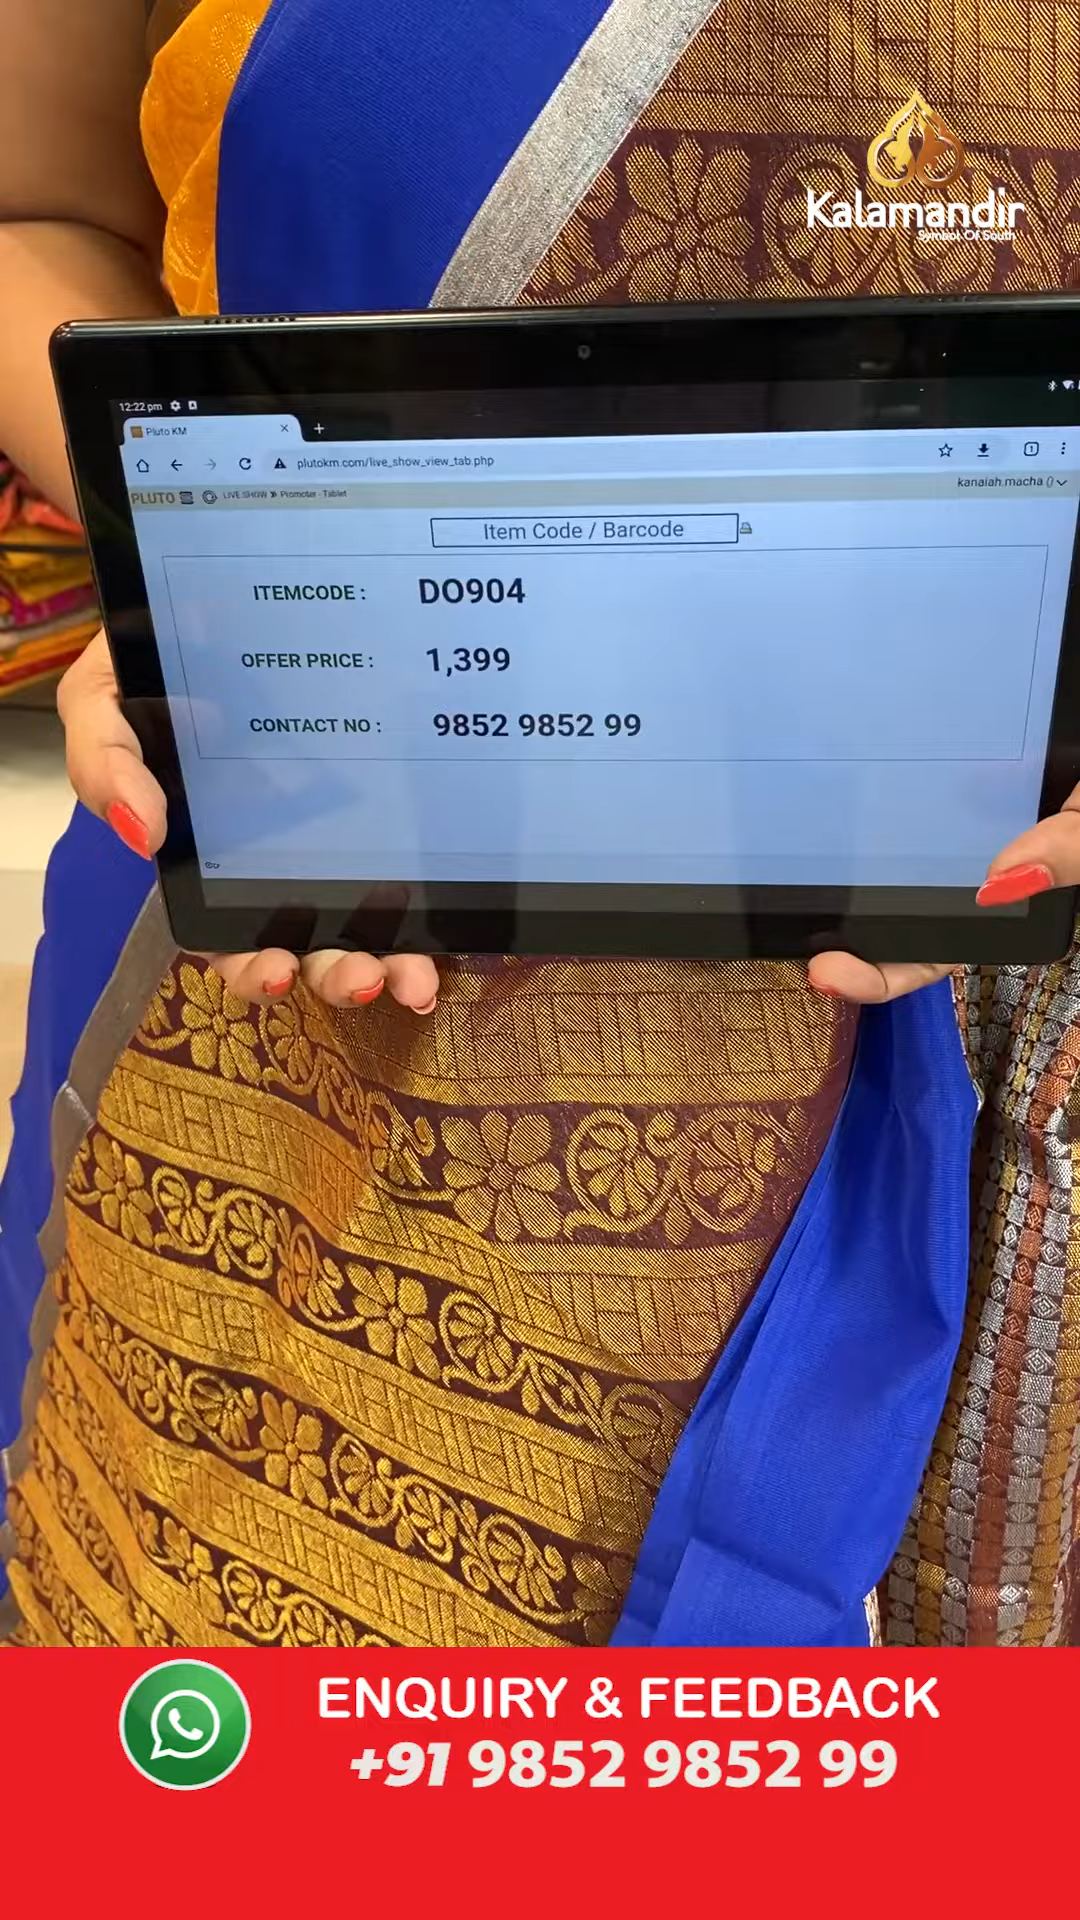 Kalamandir
Symbol Of South
12:22 pm
Pluto KM
plutokm.com/live_show_view_tab.php
PLUTO
LIVE SHOW » Promoter - Tablet
kanaiah.macha ()
Item Code / Barcode
ITEMCODE : DO904
OFFER PRICE : 1,399
CONTACT NO : 9852 9852 99
ENQUIRY & FEEDBACK
+91 9852 9852 99